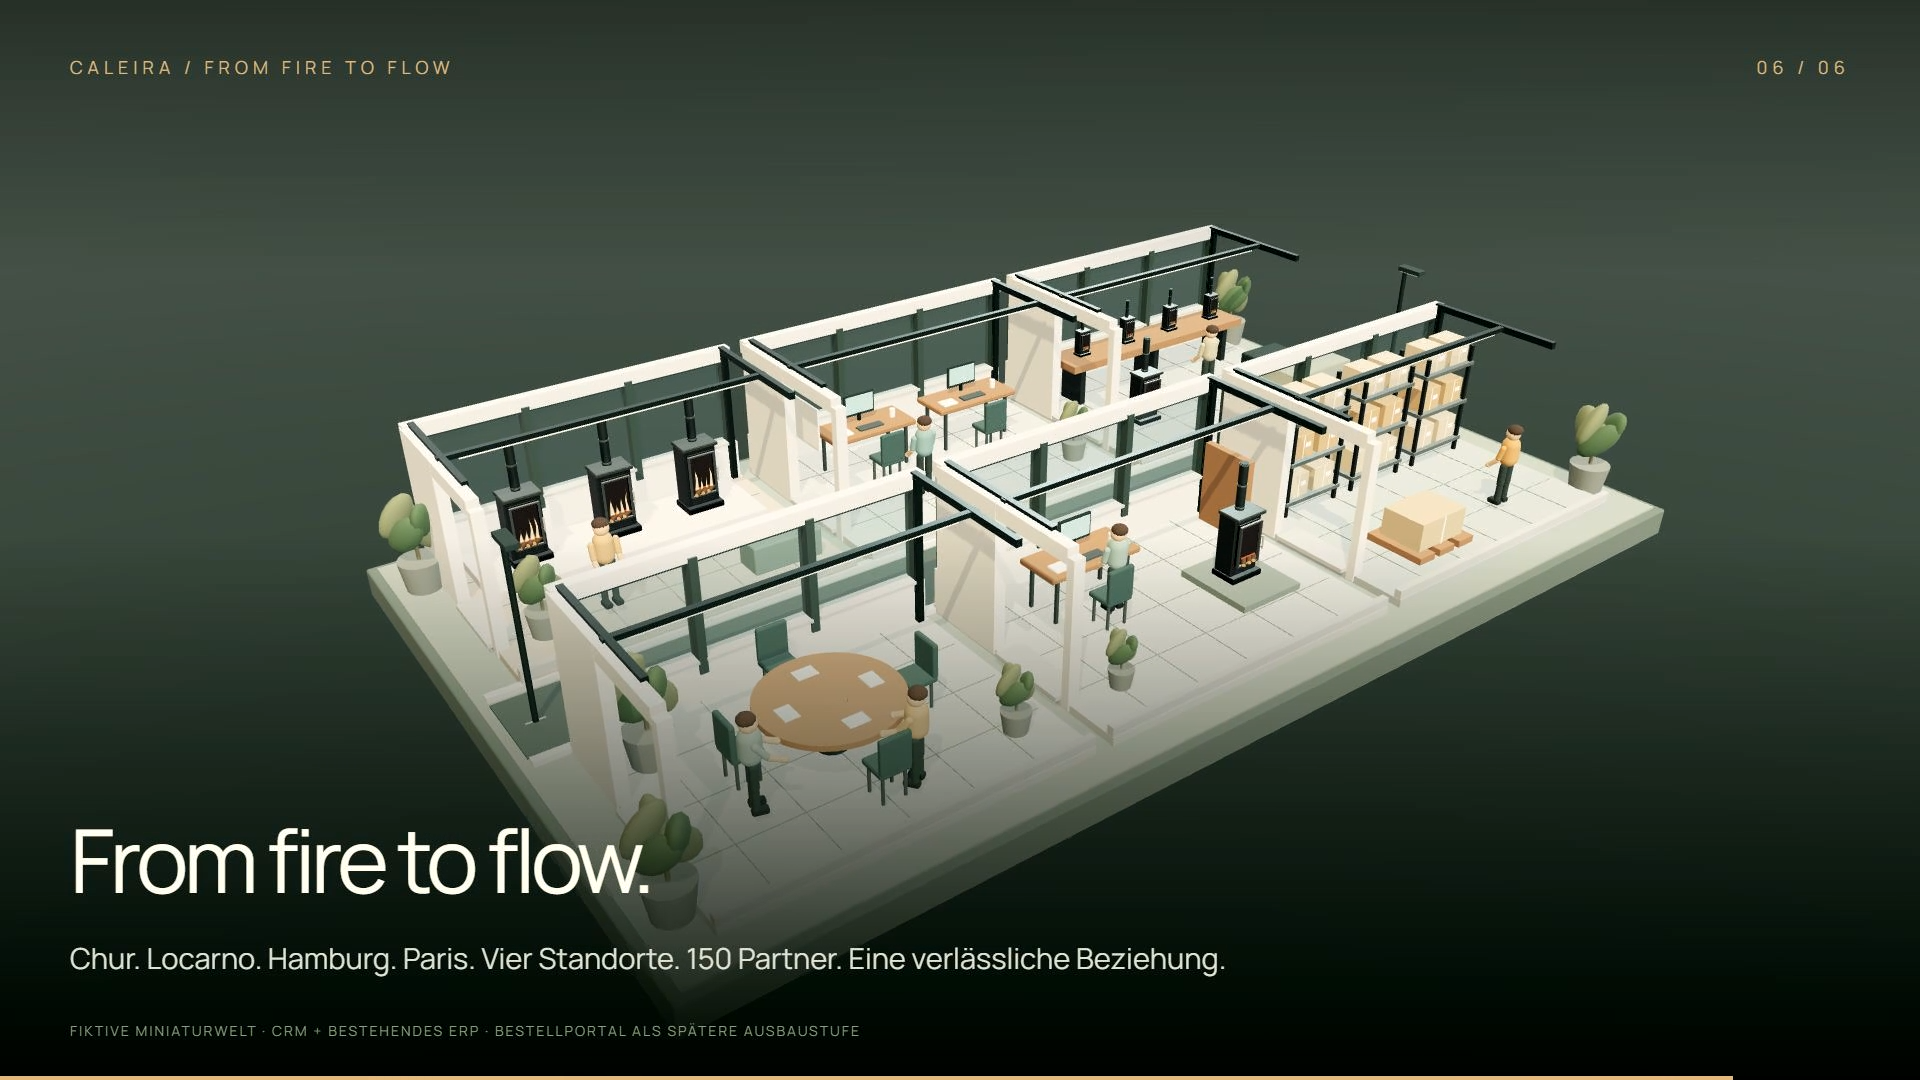 CALEIRA / FROM FIRE TO FLOW
06 / 06
From fire to flow.
Chur. Locarno. Hamburg. Paris. Vier Standorte. 150 Partner. Eine verlässliche Beziehung.
FIKTIVE MINIATURWELT · CRM + BESTEHENDES ERP · BESTELLPORTAL ALS SPÄTERE AUSBAUSTUFE